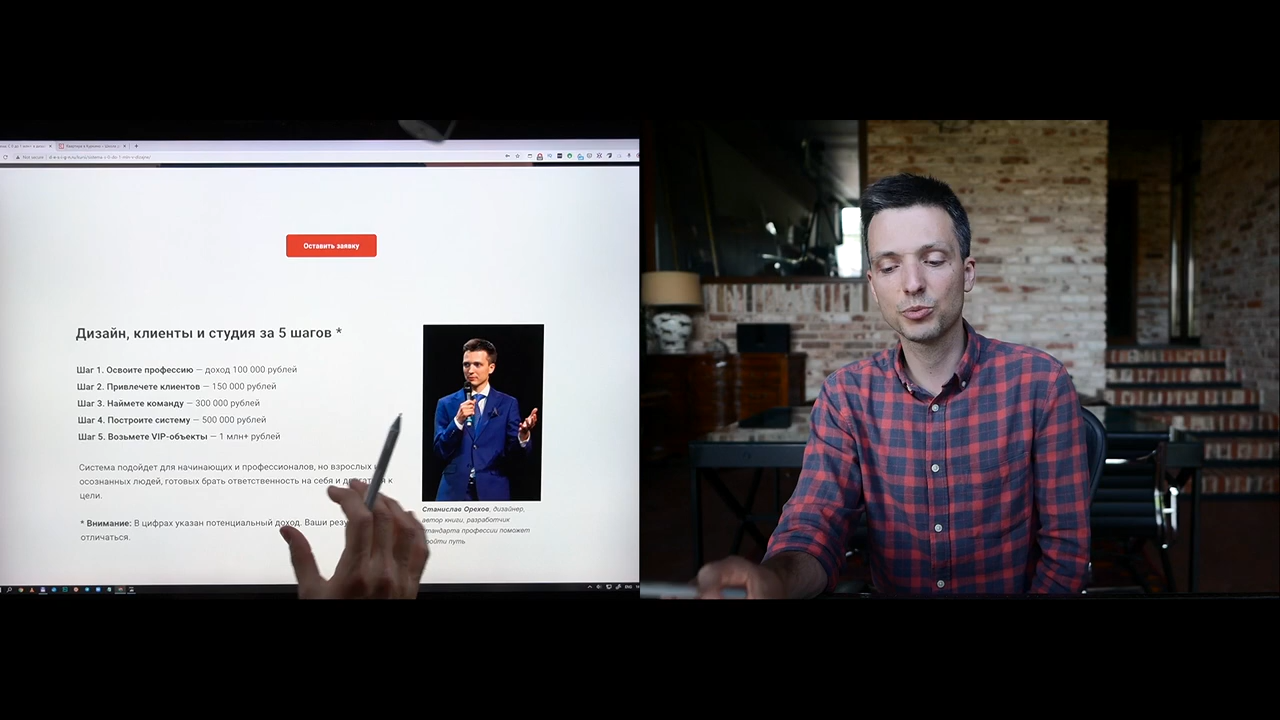 Not secure
Оставить заявку
Дизайн, клиенты и студия за 5 шагов *
Шаг 1. Освоите профессию — доход 100 000 рублей
Шаг 2. Привлечете клиентов — 150 000 рублей
Шаг 3. Наймете команду — 300 000 рублей
Шаг 4. Построите систему — 500 000 рублей
Шаг 5. Возьмете VIP-объекты — 1 млн+ рублей
Система подойдет для начинающих и профессионалов, но взрослых и
осознанных людей, готовых брать ответственность на себя и к
цели.
* Внимание: В цифрах указан потенциальный доход. Ваши
отличаться.
Станислав Орехов, дизайнер,
автор книги, разработчик
стандарта профессии поможет
пройти путь